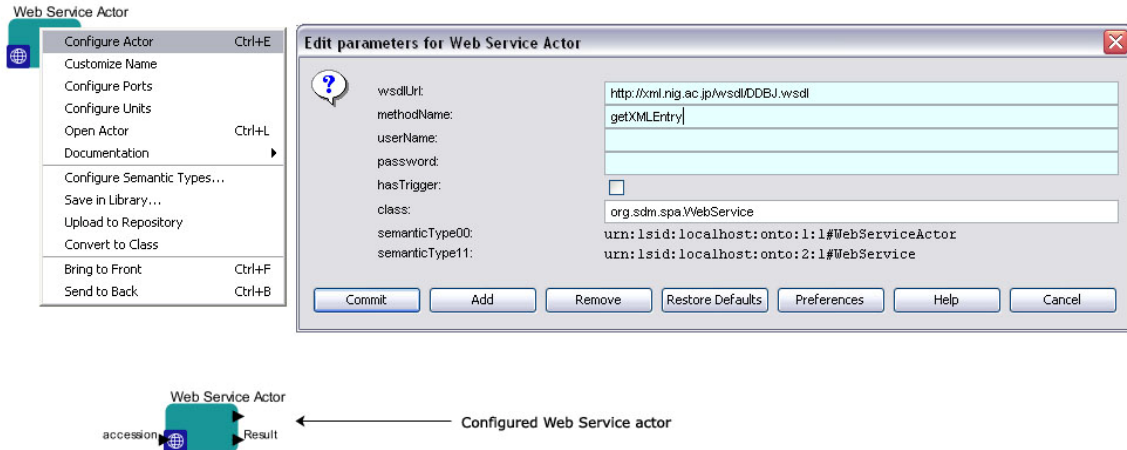 Web Service Actor
Configure Actor Ctrl+E
Customize Name
Configure Ports
Configure Units
Open Actor Ctrl+L
Documentation
Configure Semantic Types...
Save in Library...
Upload to Repository
Convert to Class
Bring to Front Ctrl+F
Send to Back Ctrl+B
Edit parameters for Web Service Actor
?
wsdlUrl: http://xml.nig.ac.jp/wsdl/DDBJ.wsdl
methodName: getXMLEntry
userName:
password:
hasTrigger:
class: org.sdm.spa.WebService
semanticType00: urn:lsid:localhost:onto:1:1#WebServiceActor
semanticType11: urn:lsid:localhost:onto:2:1#WebService
Commit Add Remove Restore Defaults Preferences Help Cancel
Web Service Actor
accession Result
Configured Web Service actor